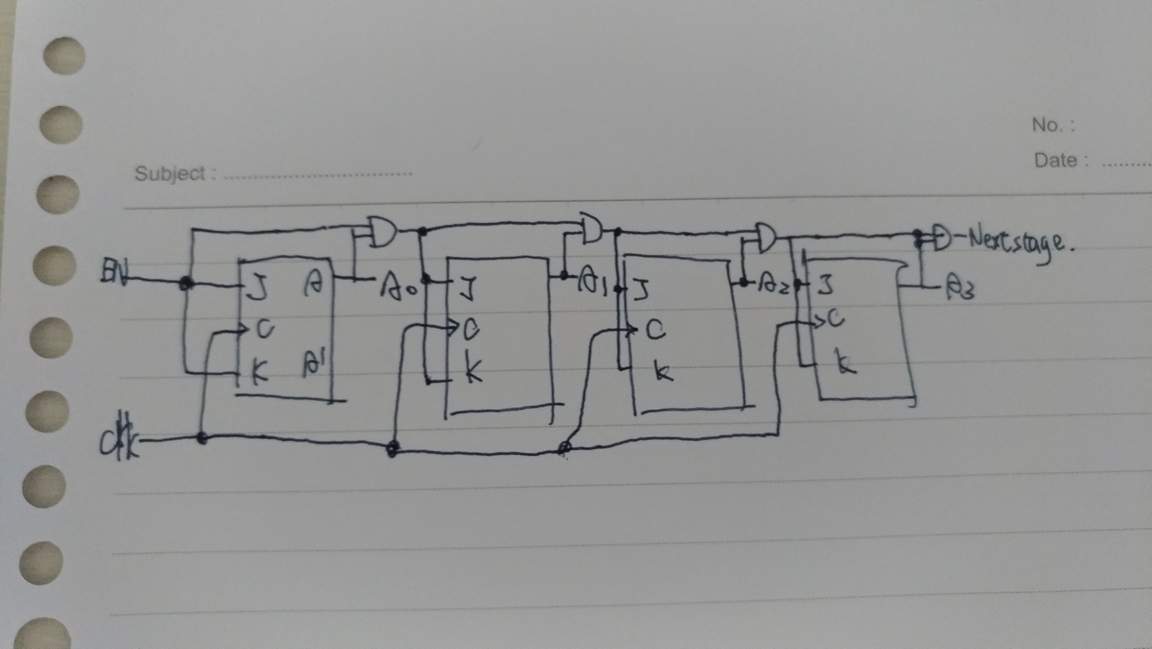 No. :
Subject : ............................... Date : ..........
Next stage.
EN J A A0 J A1 J A2 J A3
C C C C
K A' K K K
clk